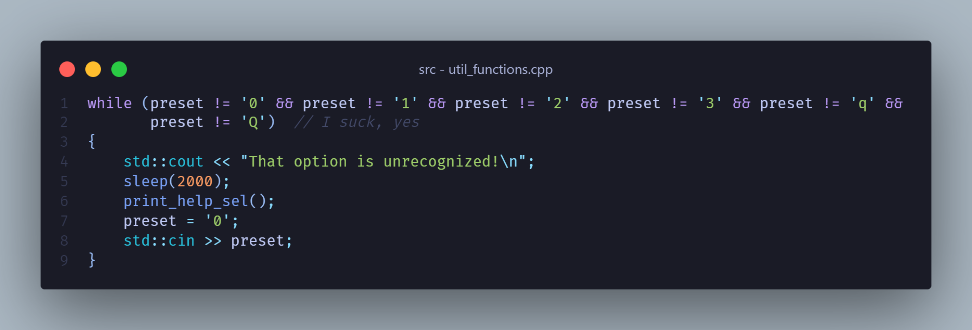 src - util_functions.cpp
1 while (preset != '0' && preset != '1' && preset != '2' && preset != '3' && preset != 'q' &&
2        preset != 'Q')  // I suck, yes
3 {
4     std::cout << "That option is unrecognized!\n";
5     sleep(2000);
6     print_help_sel();
7     preset = '0';
8     std::cin >> preset;
9 }